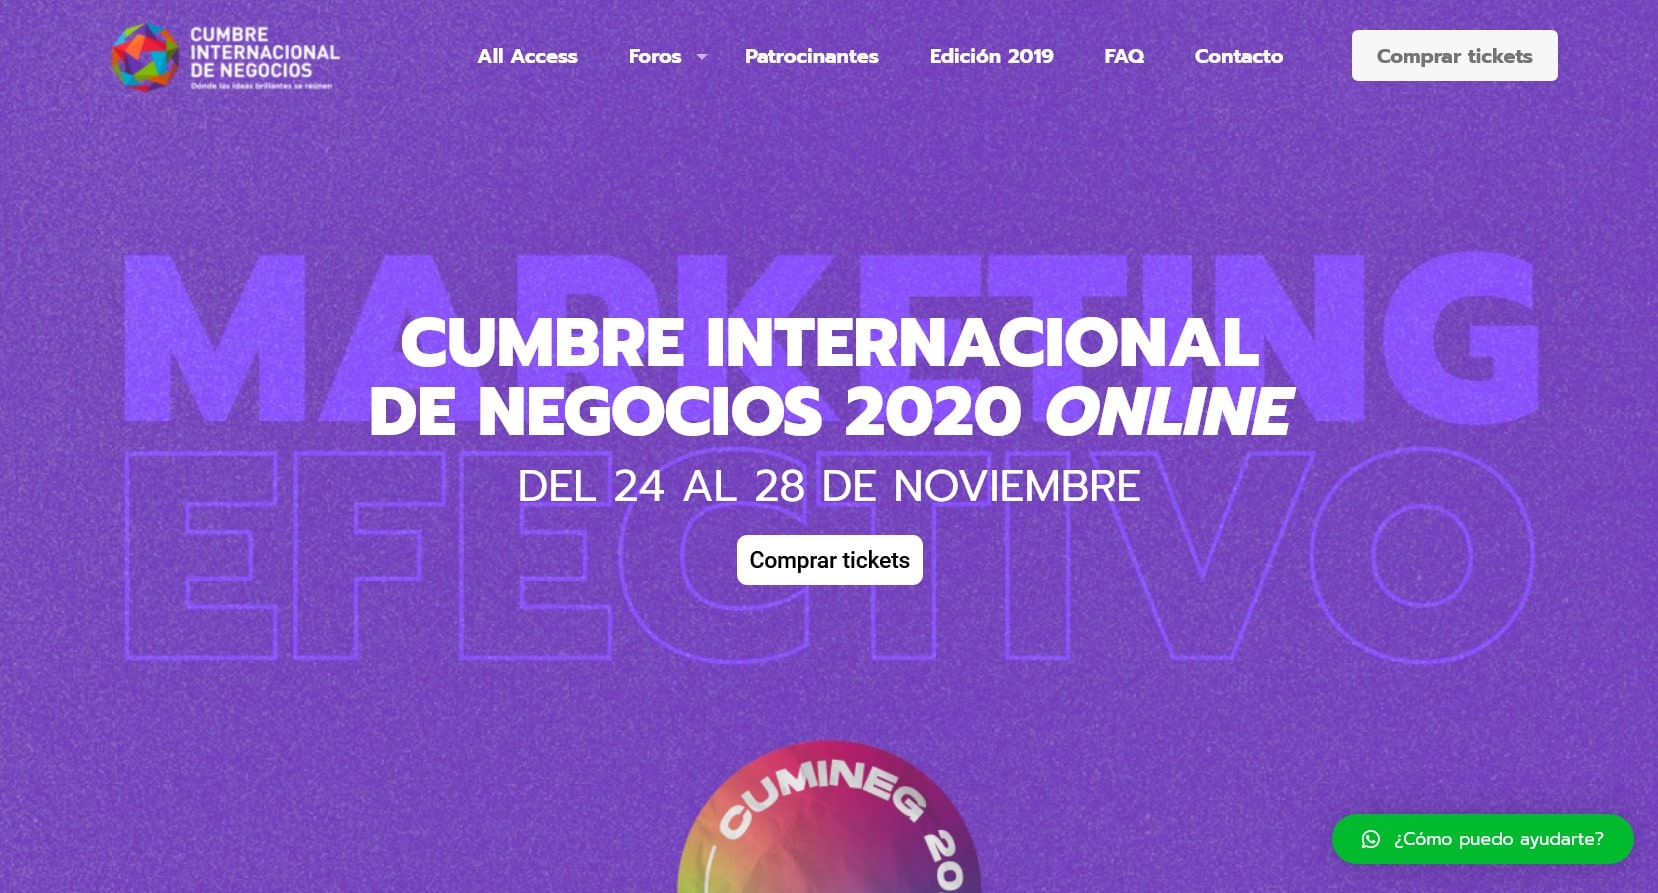 CUMBRE
INTERNACIONAL
DE NEGOCIOS
Donde las ideas brillantes se reúnen
All Access
Foros
Patrocinantes
Edición 2019
FAQ
Contacto
Comprar tickets
MARKETING
EFECTIVO
CUMBRE INTERNACIONAL
DE NEGOCIOS 2020 ONLINE
DEL 24 AL 28 DE NOVIEMBRE
Comprar tickets
CUMINEG 20
¿Cómo puedo ayudarte?